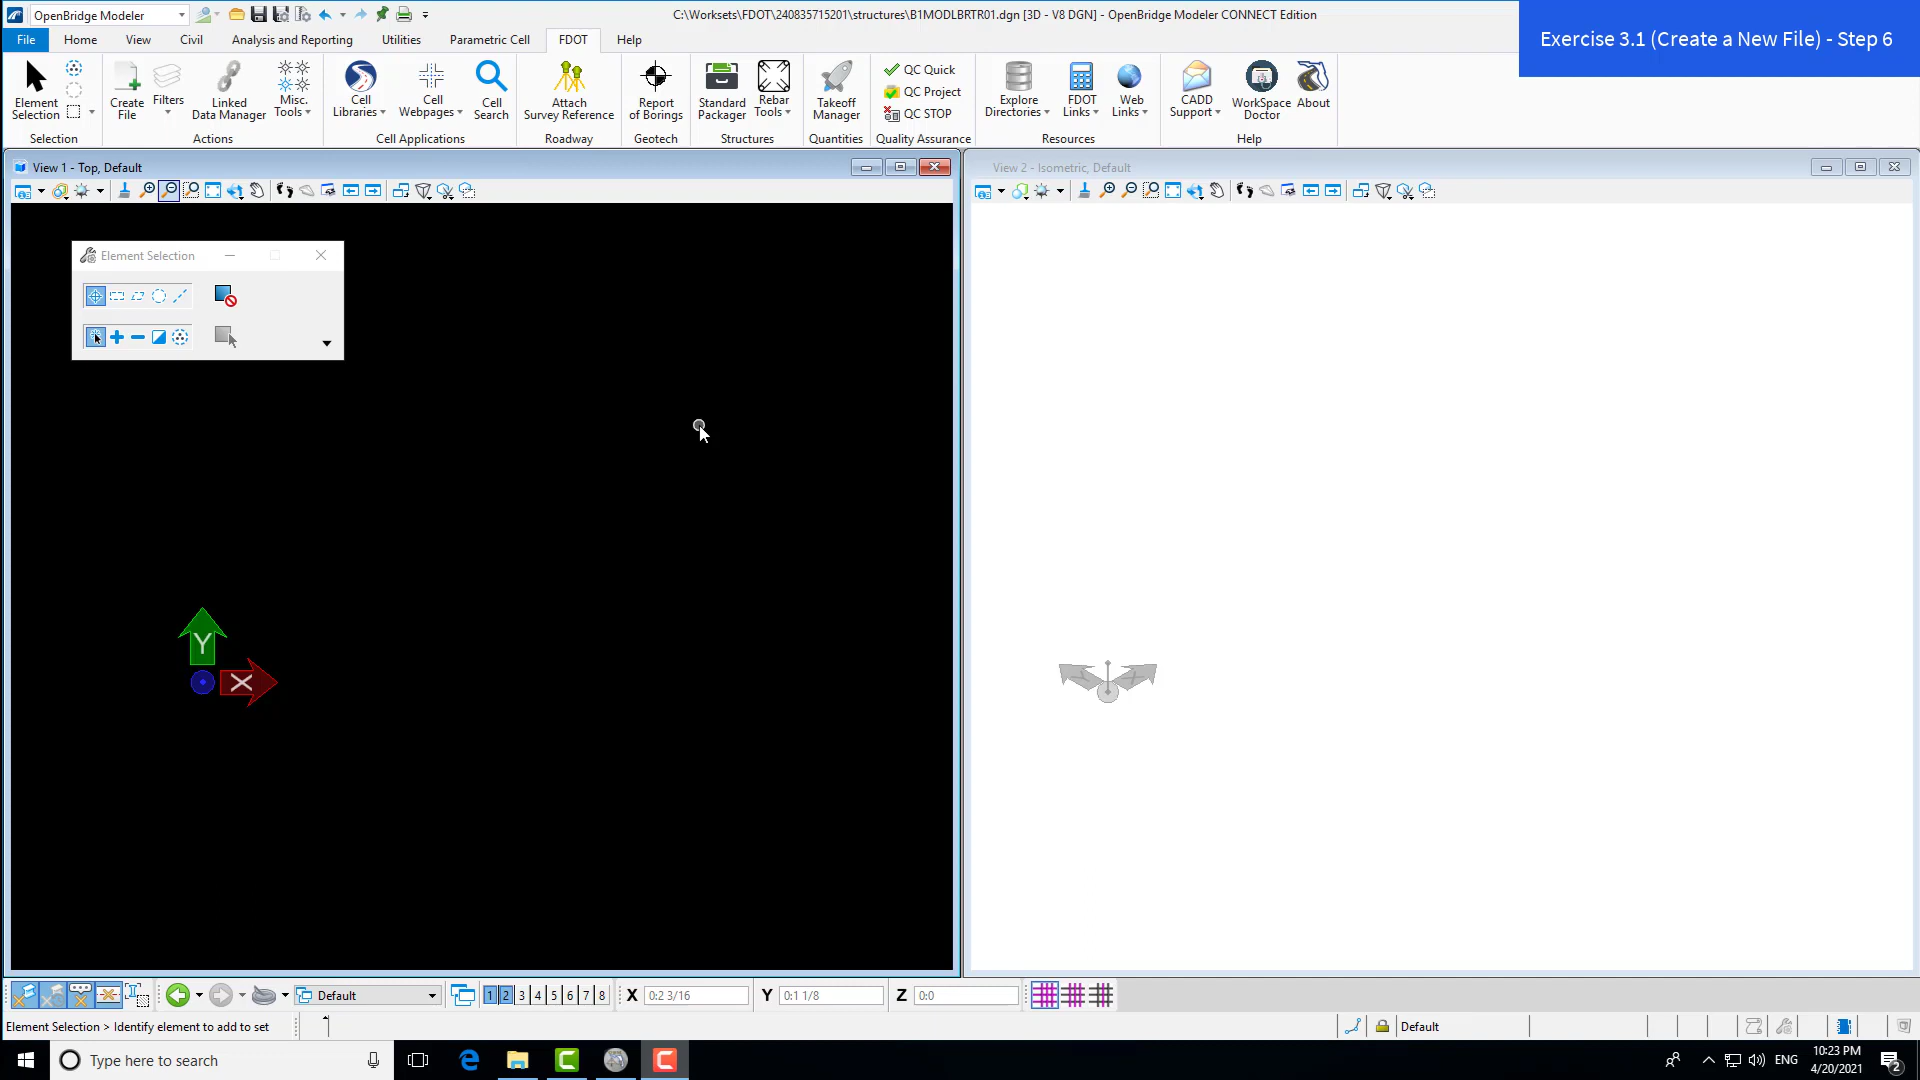 OpenBridge Modeler
C:\Worksets\FDOT\240835715201\structures\B1MODLBRTR01.dgn [3D - V8 DGN] - OpenBridge Modeler CONNECT Edition
Exercise 3.1 (Create a New File) - Step 6
File Home View Civil Analysis and Reporting Utilities Parametric Cell FDOT Help
Element Selection
Create File
Filters
Linked Data Manager
Misc. Tools
Cell Libraries
Cell Webpages
Cell Search
Attach Survey Reference
Report of Borings
Standard Packager
Rebar Tools
Takeoff Manager
QC Quick
QC Project
QC STOP
Explore Directories
FDOT Links
Web Links
CADD Support
WorkSpace Doctor
About
Selection Actions Cell Applications Roadway Geotech Structures Quantities Quality Assurance Resources Help
View 1 - Top, Default
View 2 - Isometric, Default
Element Selection
Y
X
Y X
Default
1 2 3 4 5 6 7 8
X 0:2 3/16
Y 0:1 1/8
Z 0:0
Element Selection > Identify element to add to set
Default
Type here to search
ENG
10:23 PM
4/20/2021
2